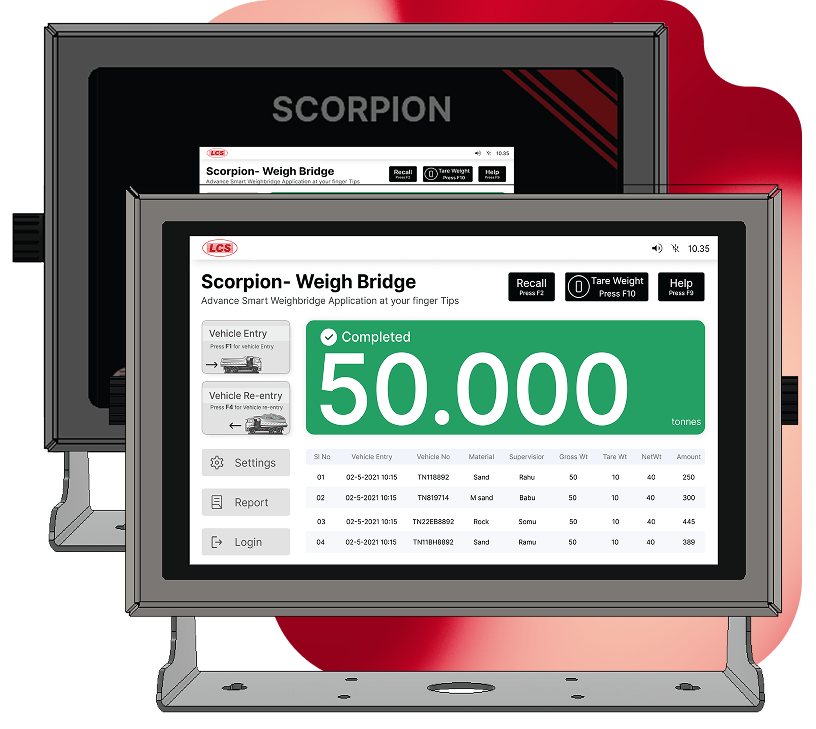 SCORPION
LCS
10.35
Scorpion- Weigh Bridge
Advance Smart Weighbridge Application at your finger Tips
Recall
Press F2
Tare Weight
Press F10
Help
Press F9
LCS
10.35
Scorpion- Weigh Bridge
Advance Smart Weighbridge Application at your finger Tips
Recall
Press F2
Tare Weight
Press F10
Help
Press F9
Vehicle Entry
Press F1 for vehicle Entry
Vehicle Re-entry
Press F4 for Vehicle re-entry
Settings
Report
Login
Completed
50.000
tonnes
Sl No Vehicle Entry Vehicle No Material Supervisior Gross Wt Tare Wt NetWt Amount
01 02-5-2021 10:15 TN118892 Sand Rahu 50 10 40 250
02 02-5-2021 10:15 TN819714 M sand Babu 50 10 40 300
03 02-5-2021 10:15 TN22EB8892 Rock Somu 50 10 40 445
04 02-5-2021 10:15 TN11BH8892 Sand Ramu 50 10 40 389